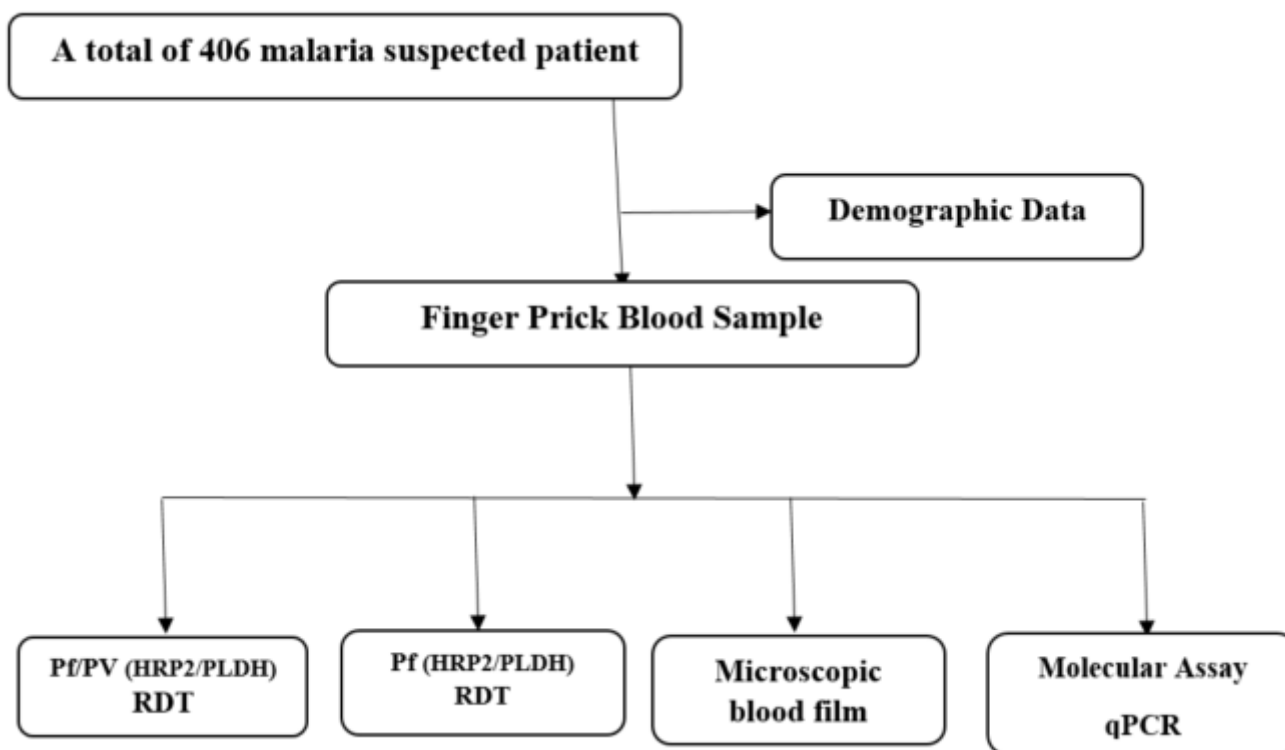 A total of 406 malaria suspected patient
Demographic Data
Finger Prick Blood Sample
Pf/PV (HRP2/PLDH)
RDT
Pf (HRP2/PLDH)
RDT
Microscopic
blood film
Molecular Assay
qPCR